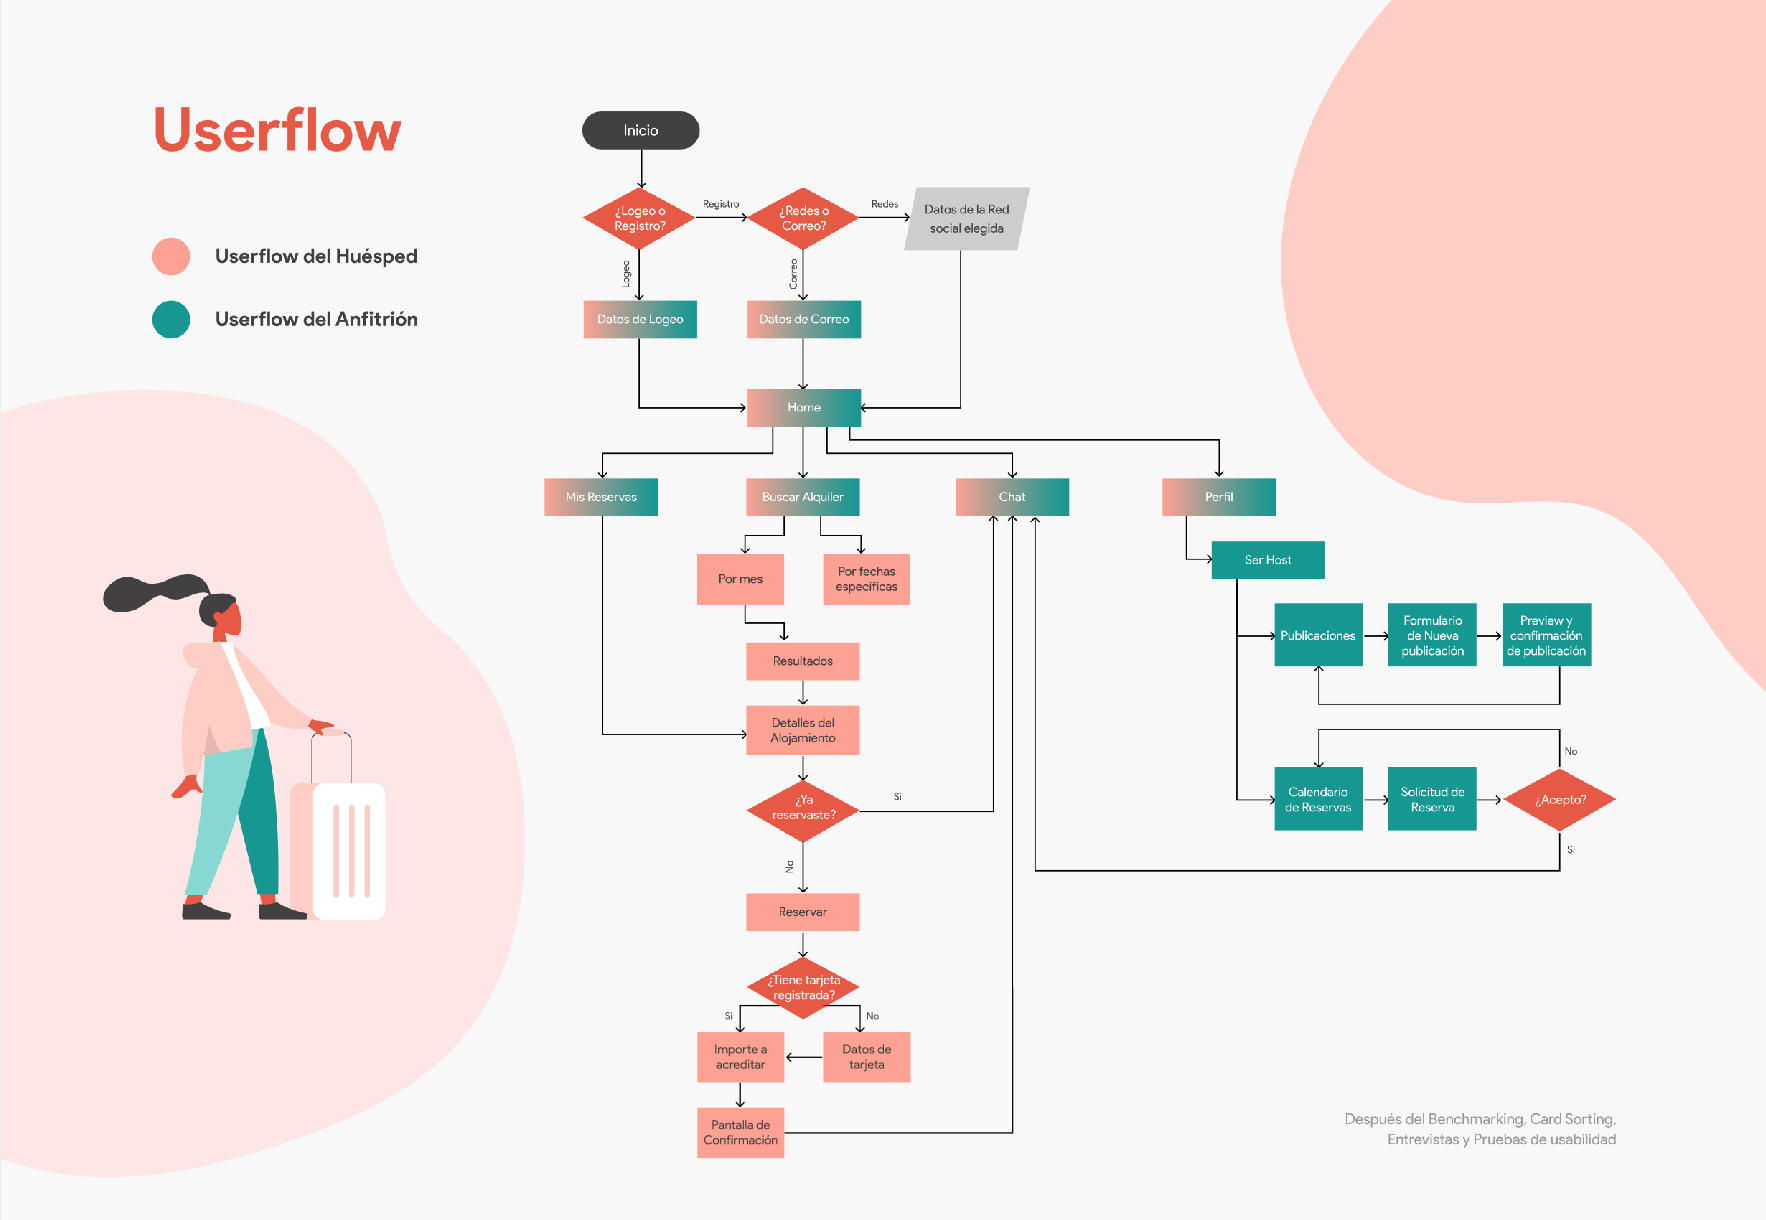 Userflow
Userflow del Huésped
Userflow del Anfitrión
Inicio
¿Logeo o
Registro?
Registro
¿Redes o
Correo?
Redes
Datos de la Red
social elegida
Logeo
Correo
Datos de Logeo
Datos de Correo
Home
Mis Reservas
Buscar Alquiler
Chat
Perfil
Por mes
Por fechas
específicas
Ser Host
Publicaciones
Formulario
de Nueva
publicación
Preview y
confirmación
de publicación
Resultados
Detalles del
Alojamiento
No
Calendario
de Reservas
Solicitud de
Reserva
¿Acepto?
Si
¿Ya
reservaste?
Si
No
Reservar
¿Tiene tarjeta
registrada?
Si
No
Importe a
acreditar
Datos de
tarjeta
Pantalla de
Confirmación
Después del Benchmarking, Card Sorting,
Entrevistas y Pruebas de usabilidad